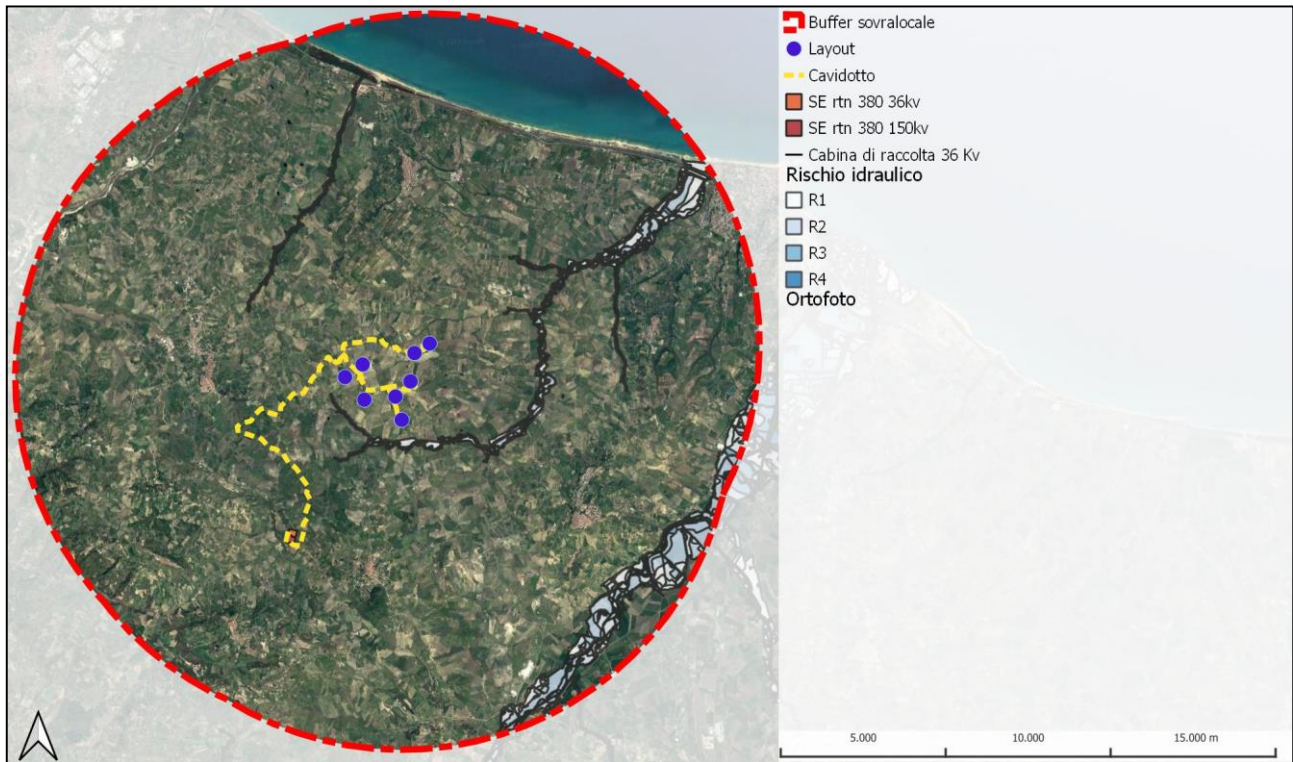 Buffer sovralocale
Layout
Cavidotto
SE rtn 380 36kv
SE rtn 380 150kv
Cabina di raccolta 36 Kv
Rischio idraulico
R1
R2
R3
R4
Ortofoto
5.000 10.000 15.000 m